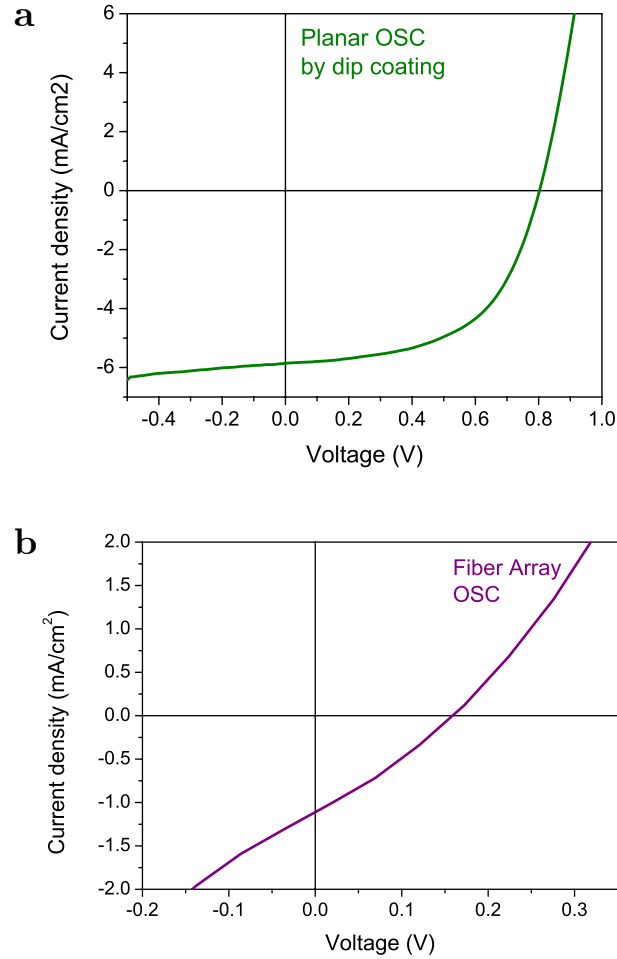 a
Planar OSC
by dip coating
Current density (mA/cm2)
6
4
2
0
-2
-4
-6
-0.4 -0.2 0.0 0.2 0.4 0.6 0.8 1.0
Voltage (V)
b
Fiber Array
OSC
Current density (mA/cm²)
2.0
1.5
1.0
0.5
0.0
-0.5
-1.0
-1.5
-2.0
-0.2 -0.1 0.0 0.1 0.2 0.3
Voltage (V)